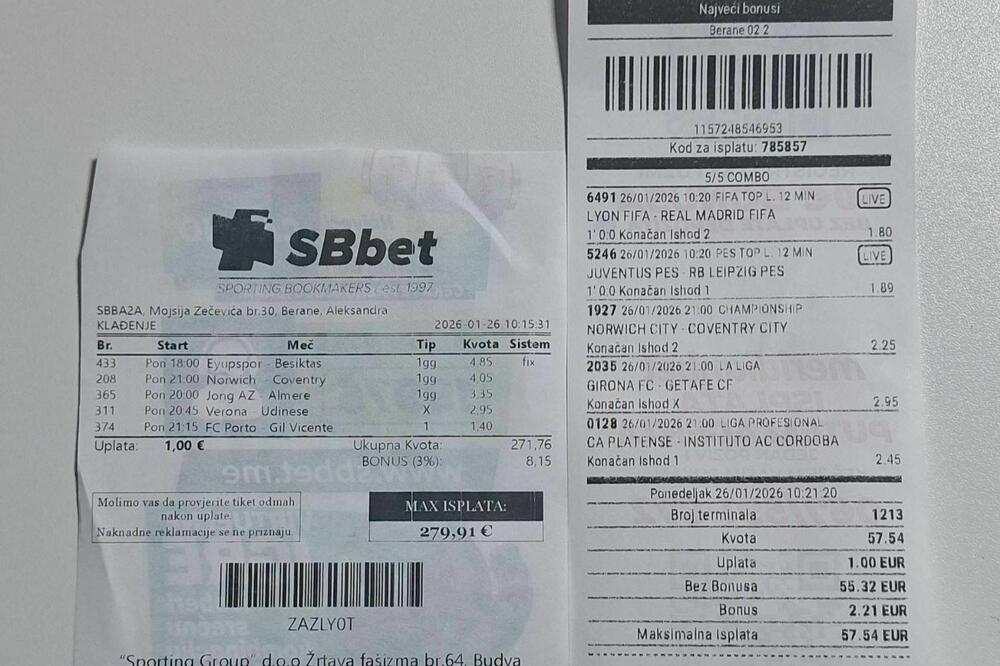 SBbet
SPORTING BOOKMAKERS est. 1997
SBBA2A, Mojsija Zečevića br.30, Berane, Aleksandra
KLAĐENJE 2026-01-26 10:15:31
Br. Start Meč Tip Kvota Sistem
433 Pon 18:00 Eyupspor - Besiktas 1gg 4,85 fix
208 Pon 21:00 Norwich - Coventry 1gg 4,05
365 Pon 20:00 Jong AZ - Almere 1gg 3,35
311 Pon 20:45 Verona - Udinese X 2,95
374 Pon 21:15 FC Porto - Gil Vicente 1 1,40
Uplata: 1,00 € Ukupna Kvota: 271,76
BONUS (3%): 8,15
Molimo vas da provjerite tiket odmah
nakon uplate.
Naknadne reklamacije se ne priznaju.
MAX ISPLATA:
279,91 €
ZAZLY0T
"Sporting Group" d.o.o Žrtava fašizma br.64, Budva
Najveći bonusi
Berane 02 2
1157248546953
Kod za isplatu: 785857
5/5 COMBO
6491 26/01/2026 10:20 FIFA TOP L. 12 MIN LIVE
LYON FIFA - REAL MADRID FIFA
1' 0:0 Konačan Ishod 2 1.80
5246 26/01/2026 10:20 PES TOP L. 12 MIN LIVE
JUVENTUS PES - RB LEIPZIG PES
1' 0:0 Konačan Ishod 1 1.89
1927 26/01/2026 21:00 CHAMPIONSHIP
NORWICH CITY - COVENTRY CITY
Konačan Ishod 2 2.25
2035 26/01/2026 21:00 LA LIGA
GIRONA FC - GETAFE CF
Konačan Ishod X 2.95
0128 26/01/2026 21:00 LIGA PROFESIONAL
CA PLATENSE - INSTITUTO AC CORDOBA
Konačan Ishod 1 2.45
Ponedeljak 26/01/2026 10:21:20
Broj terminala 1213
Kvota 57.54
Uplata 1.00 EUR
Bez Bonusa 55.32 EUR
Bonus 2.21 EUR
Maksimalna Isplata 57.54 EUR